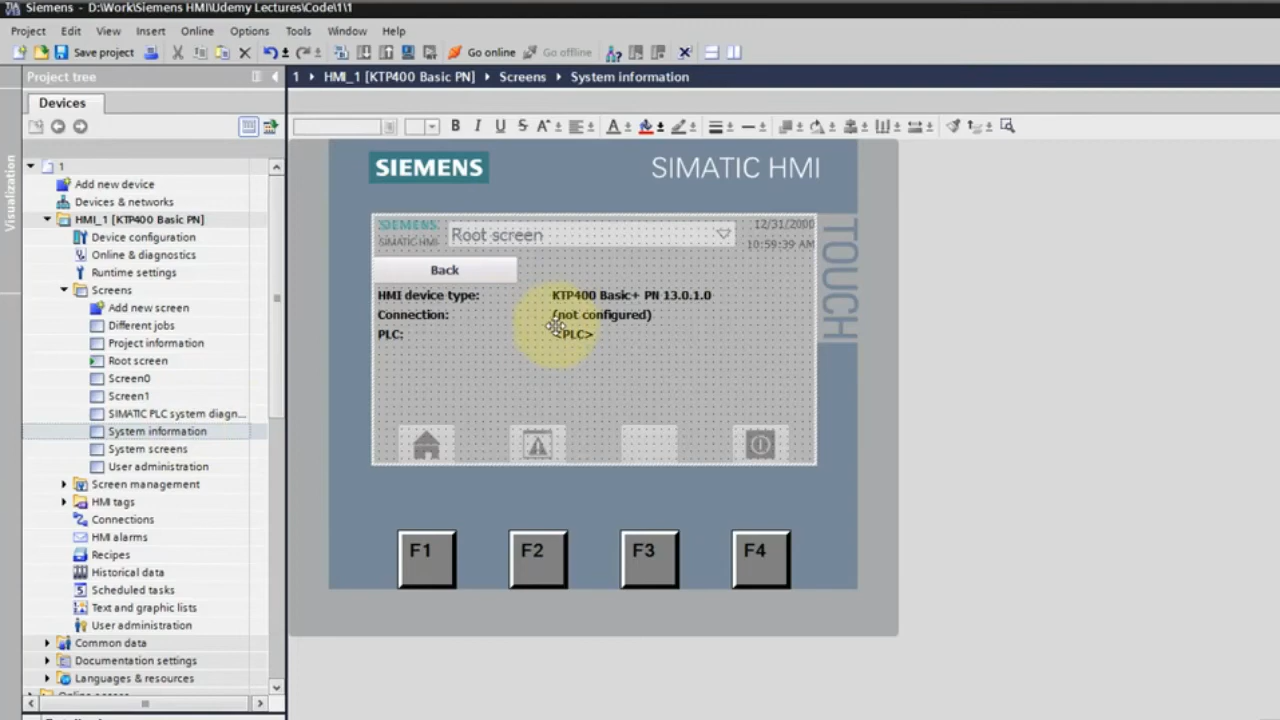 Siemens - D:\Work\Siemens HMI\Udemy Lectures\Code\1\1
Project Edit View Insert Online Options Tools Window Help
Save project Go online Go offline
Project tree
1 HMI_1 [KTP400 Basic PN] Screens System information
Devices
Visualization
1
Add new device
Devices & networks
HMI_1 [KTP400 Basic PN]
Device configuration
Online & diagnostics
Runtime settings
Screens
Add new screen
Different jobs
Project information
Root screen
Screen0
Screen1
SIMATIC PLC system diagn...
System information
System screens
User administration
Screen management
HMI tags
Connections
HMI alarms
Recipes
Historical data
Scheduled tasks
Text and graphic lists
User administration
Common data
Documentation settings
Languages & resources
SIEMENS SIMATIC HMI
TOUCH
SIEMENS
SIMATIC HMI
Root screen
12/31/2000
10:59:39 AM
Back
HMI device type: KTP400 Basic+ PN 13.0.1.0
Connection: (not configured)
PLC: <PLC>
F1 F2 F3 F4